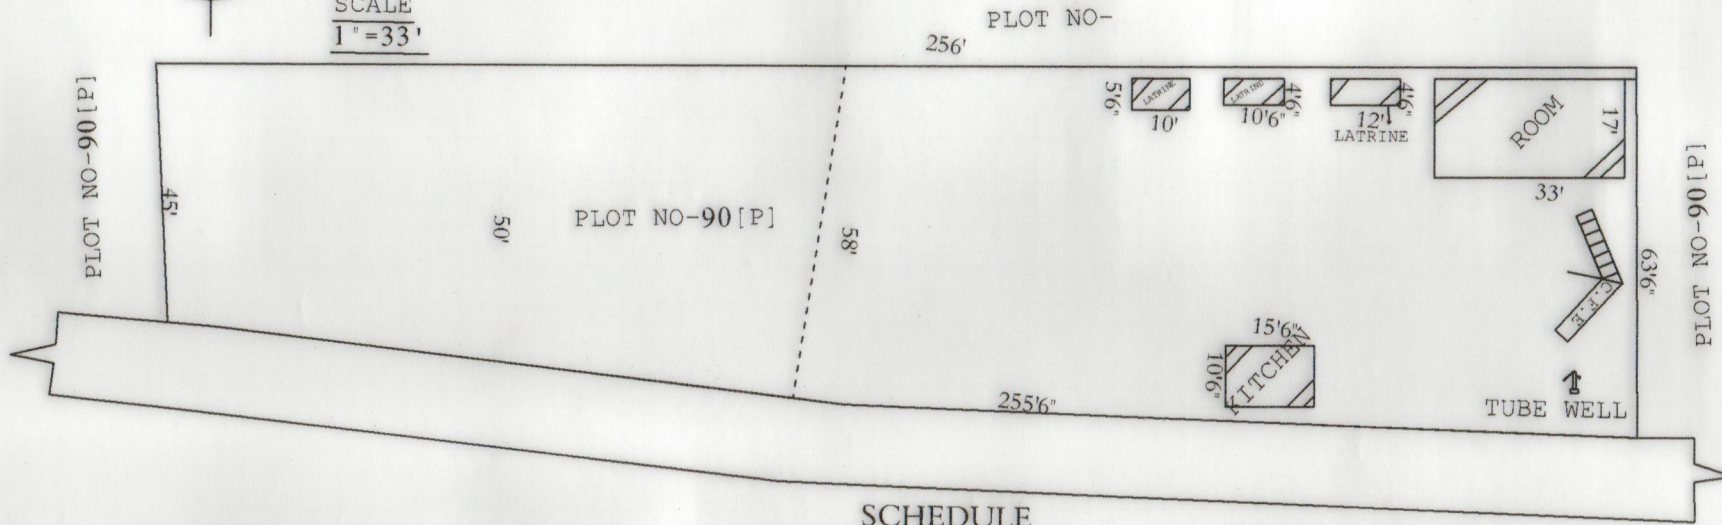 SCALE
1"=33'
PLOT NO-
256'
PLOT NO-90[P]
45'
50'
PLOT NO-90[P]
58'
5'6"
LATRINE
10'
LATRINE
4'6"
10'6"
4'6"
12'
LATRINE
ROOM
17'
33'
63'6"
PLOT NO-90[P]
C.F.E
15'6"
10'6"
KITCHEN
255'6"
TUBE WELL
SCHEDULE